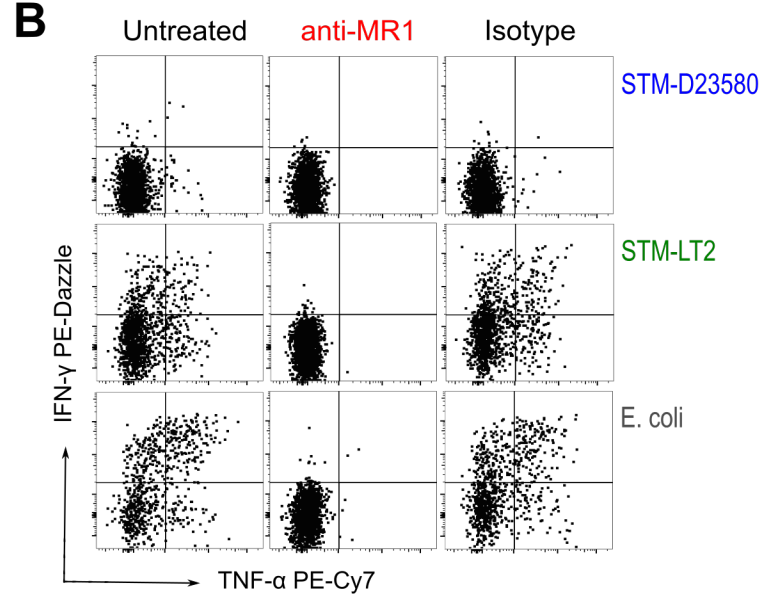 B
Untreated anti-MR1 Isotype
STM-D23580
STM-LT2
E. coli
IFN-γ PE-Dazzle
TNF-α PE-Cy7